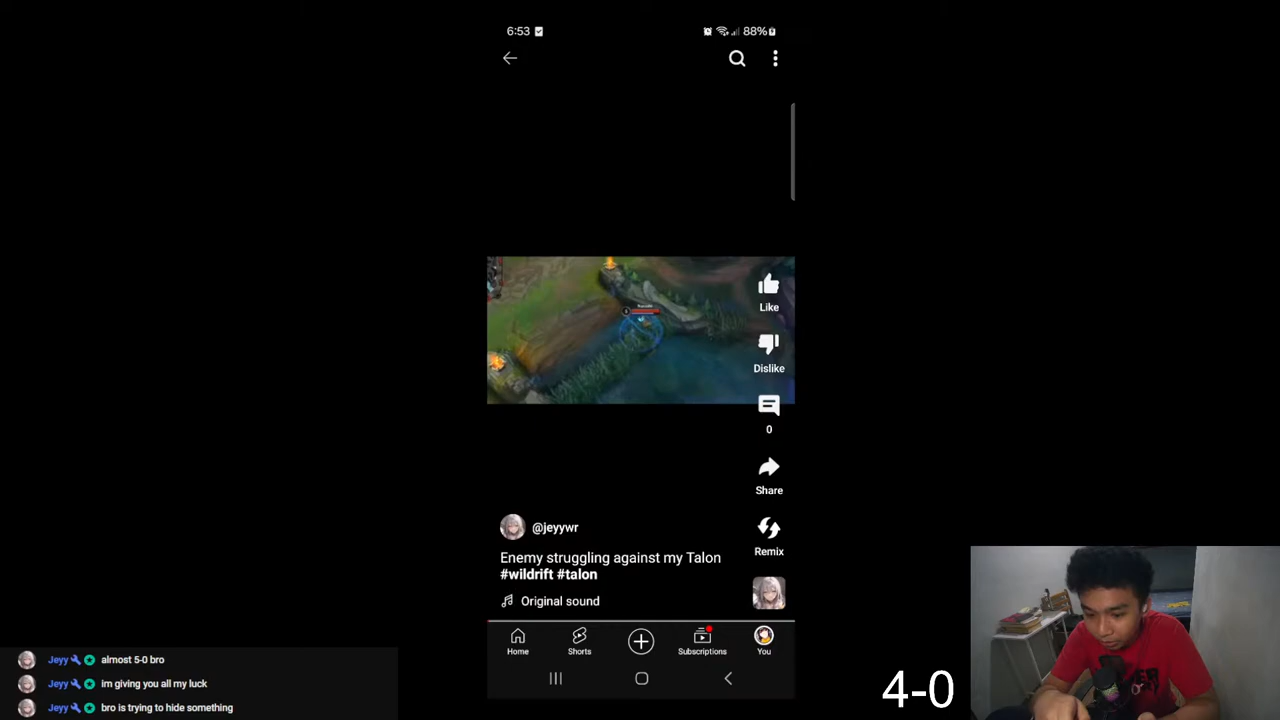 6:53
88%
Like
Dislike
0
Share
@jeyywr
Remix
Enemy struggling against my Talon
#wildrift #talon
Original sound
Home
Shorts
Subscriptions
You
Jeyy almost 5-0 bro
Jeyy im giving you all my luck
Jeyy bro is trying to hide something
4-0